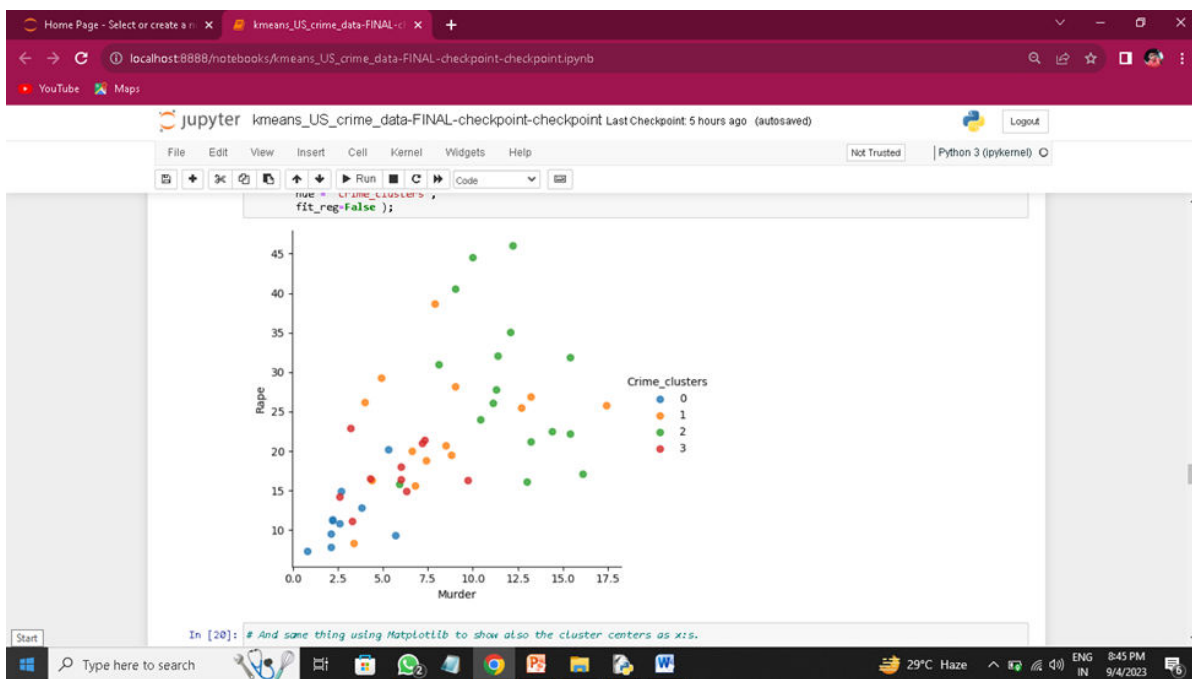 Home Page - Select or create a n
kmeans_US_crime_data-FINAL-cl
localhost:8888/notebooks/kmeans_US_crime_data-FINAL-checkpoint-checkpoint.ipynb
YouTube Maps
jupyter kmeans_US_crime_data-FINAL-checkpoint-checkpoint Last Checkpoint: 5 hours ago (autosaved)
Logout
File Edit View Insert Cell Kernel Widgets Help
Not Trusted
Python 3 (ipykernel)
Run
Code
hue = 'Crime_clusters',
fit_reg=False );
45
40
35
30
25
20
15
10
Rape
0.0 2.5 5.0 7.5 10.0 12.5 15.0 17.5
Murder
Crime_clusters
0
1
2
3
In [20]: # And same thing using Matplotlib to show also the cluster centers as x:s.
Start
Type here to search
2
29°C Haze
ENG
IN
8:45 PM
9/4/2023
6